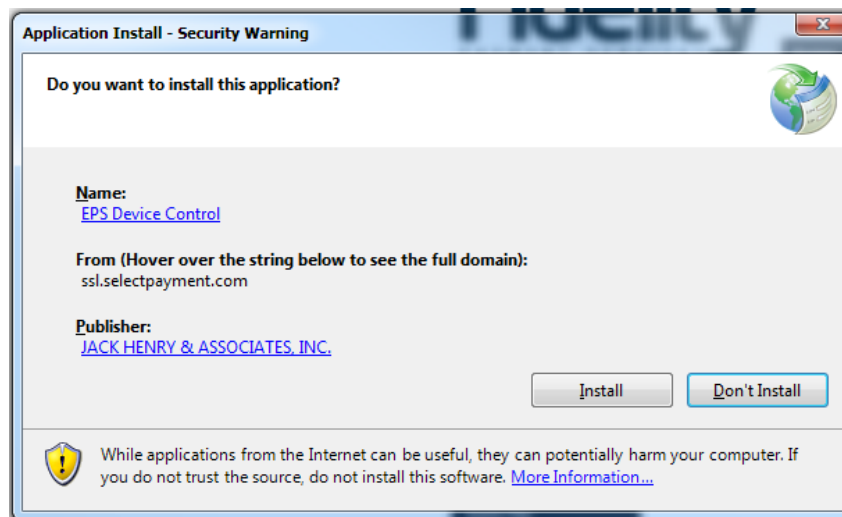 Fidelity
Application Install - Security Warning
Do you want to install this application?
Name:
EPS Device Control
From (Hover over the string below to see the full domain):
ssl.selectpayment.com
Publisher:
JACK HENRY & ASSOCIATES, INC.
Install
Don't Install
While applications from the Internet can be useful, they can potentially harm your computer. If
you do not trust the source, do not install this software. More Information...